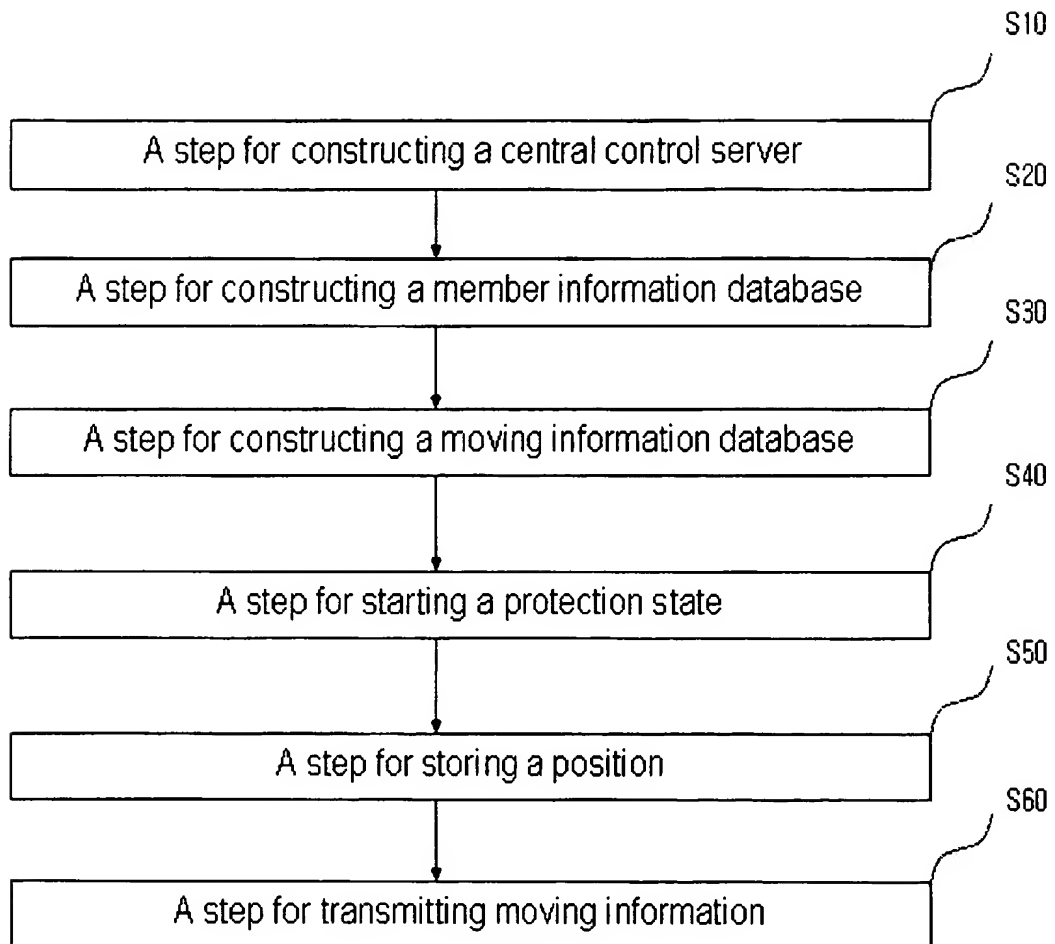 S10
A step for constructing a central control server
S20
A step for constructing a member information database
S30
A step for constructing a moving information database
S40
A step for starting a protection state
S50
A step for storing a position
S60
A step for transmitting moving information